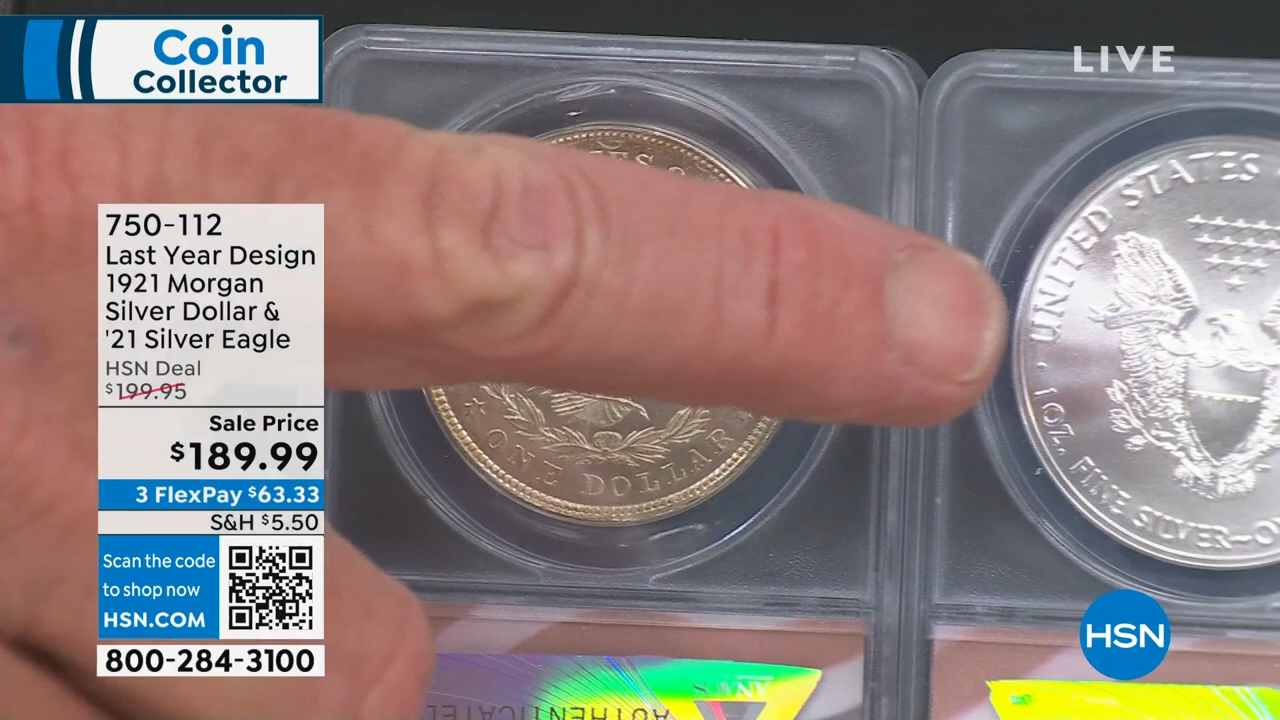 Coin
Collector
LIVE
750-112
Last Year Design
1921 Morgan
Silver Dollar &
'21 Silver Eagle
HSN Deal
$199.95
Sale Price
$189.99
3 FlexPay $63.33
S&H $5.50
Scan the code
to shop now
HSN.COM
800-284-3100
ONE DOLLAR
UNITED STATES
1 OZ. FINE SILVER~O
HSN
ANACS
AUTHENTICATED